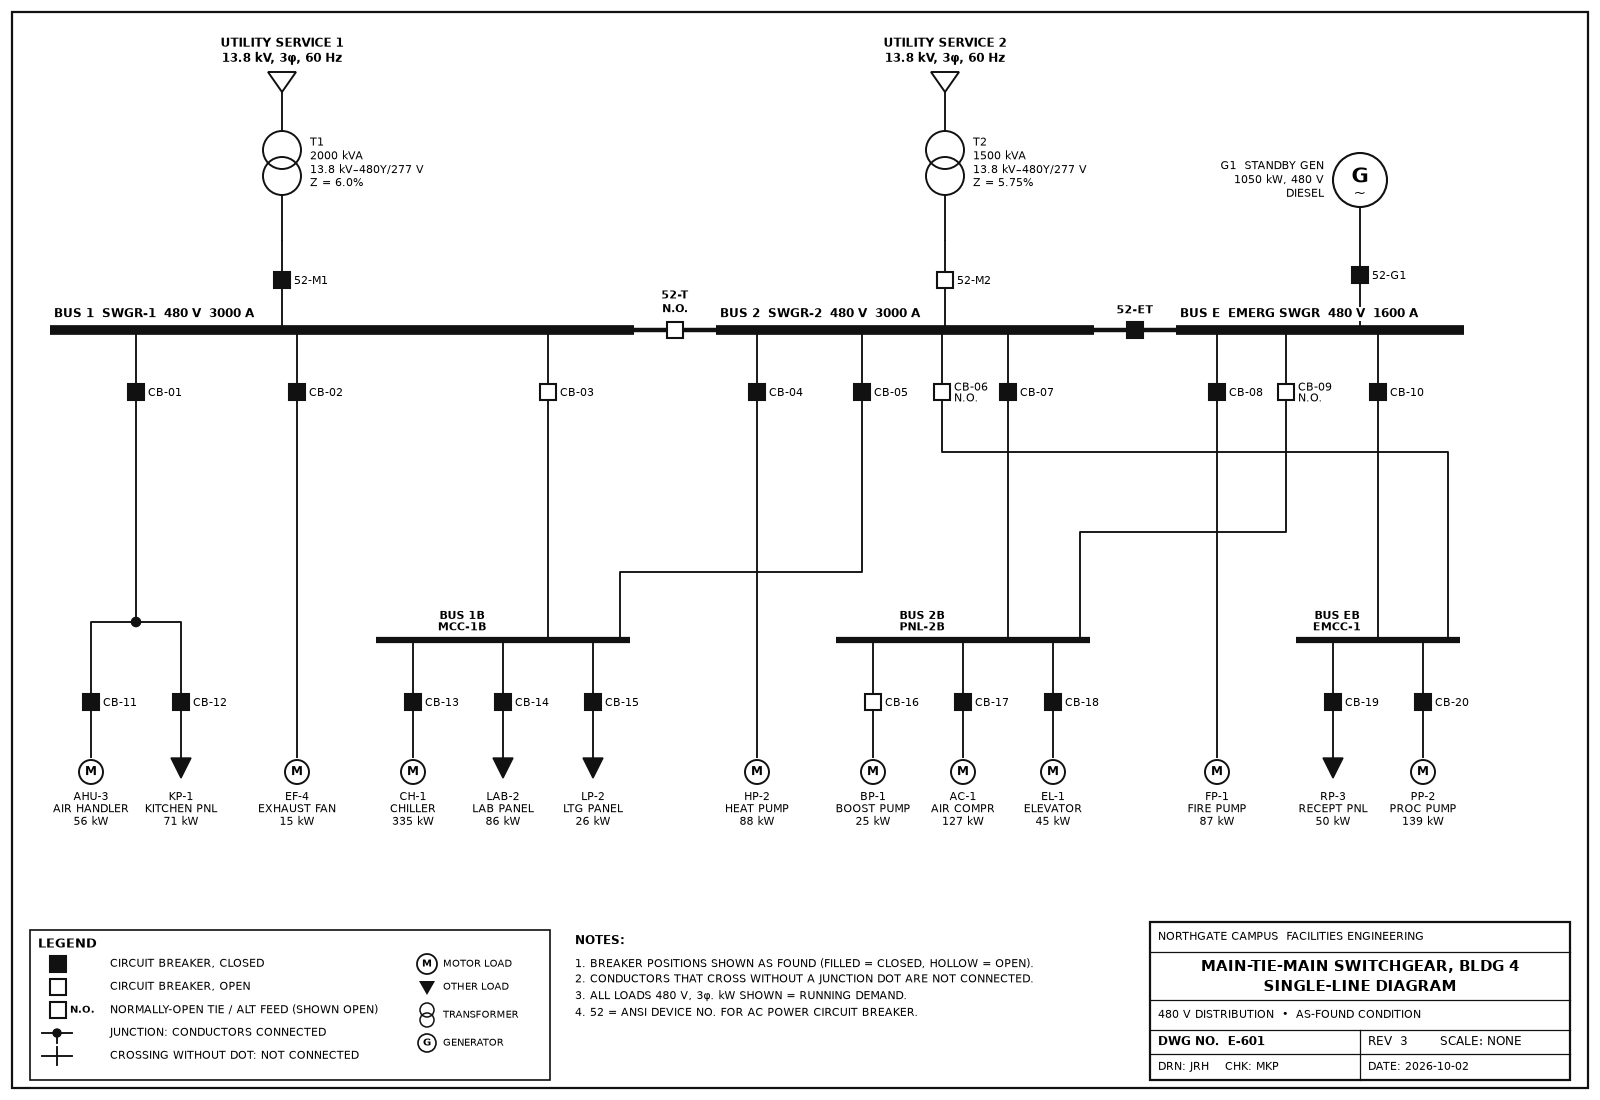 UTILITY SERVICE 1
13.8 kV, 3φ, 60 Hz
UTILITY SERVICE 2
13.8 kV, 3φ, 60 Hz
T1
2000 kVA
13.8 kV–480Y/277 V
Z = 6.0%
T2
1500 kVA
13.8 kV–480Y/277 V
Z = 5.75%
G1  STANDBY GEN
1050 kW, 480 V
DIESEL
G
~
52-M1
52-M2
52-G1
BUS 1  SWGR-1  480 V  3000 A
52-T
N.O.
BUS 2  SWGR-2  480 V  3000 A
52-ET
BUS E  EMERG SWGR  480 V  1600 A
CB-01
CB-02
CB-03
CB-04
CB-05
CB-06
N.O.
CB-07
CB-08
CB-09
N.O.
CB-10
BUS 1B
MCC-1B
BUS 2B
PNL-2B
BUS EB
EMCC-1
CB-11
CB-12
CB-13
CB-14
CB-15
CB-16
CB-17
CB-18
CB-19
CB-20
M
M
M
M
M
M
M
M
M
AHU-3
AIR HANDLER
56 kW
KP-1
KITCHEN PNL
71 kW
EF-4
EXHAUST FAN
15 kW
CH-1
CHILLER
335 kW
LAB-2
LAB PANEL
86 kW
LP-2
LTG PANEL
26 kW
HP-2
HEAT PUMP
88 kW
BP-1
BOOST PUMP
25 kW
AC-1
AIR COMPR
127 kW
EL-1
ELEVATOR
45 kW
FP-1
FIRE PUMP
87 kW
RP-3
RECEPT PNL
50 kW
PP-2
PROC PUMP
139 kW
LEGEND
CIRCUIT BREAKER, CLOSED
CIRCUIT BREAKER, OPEN
N.O. NORMALLY-OPEN TIE / ALT FEED (SHOWN OPEN)
JUNCTION: CONDUCTORS CONNECTED
CROSSING WITHOUT DOT: NOT CONNECTED
M MOTOR LOAD
OTHER LOAD
TRANSFORMER
G GENERATOR
NOTES:
1. BREAKER POSITIONS SHOWN AS FOUND (FILLED = CLOSED, HOLLOW = OPEN).
2. CONDUCTORS THAT CROSS WITHOUT A JUNCTION DOT ARE NOT CONNECTED.
3. ALL LOADS 480 V, 3φ. kW SHOWN = RUNNING DEMAND.
4. 52 = ANSI DEVICE NO. FOR AC POWER CIRCUIT BREAKER.
NORTHGATE CAMPUS  FACILITIES ENGINEERING
MAIN-TIE-MAIN SWITCHGEAR, BLDG 4
SINGLE-LINE DIAGRAM
480 V DISTRIBUTION  •  AS-FOUND CONDITION
DWG NO.  E-601
REV  3
SCALE: NONE
DRN: JRH
CHK: MKP
DATE: 2026-10-02